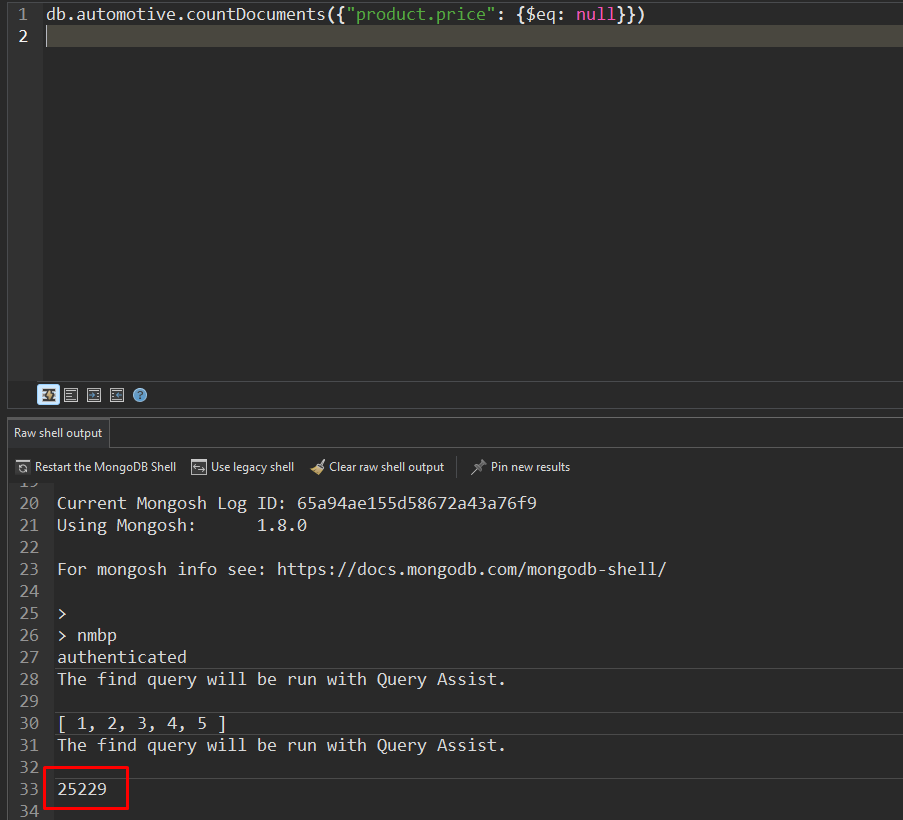 1 db.automotive.countDocuments({"product.price": {$eq: null}})
2
Raw shell output
Restart the MongoDB Shell Use legacy shell Clear raw shell output Pin new results
19
20 Current Mongosh Log ID: 65a94ae155d58672a43a76f9
21 Using Mongosh: 1.8.0
22
23 For mongosh info see: https://docs.mongodb.com/mongodb-shell/
24
25 >
26 > nmbp
27 authenticated
28 The find query will be run with Query Assist.
29
30 [ 1, 2, 3, 4, 5 ]
31 The find query will be run with Query Assist.
32
33 25229
34